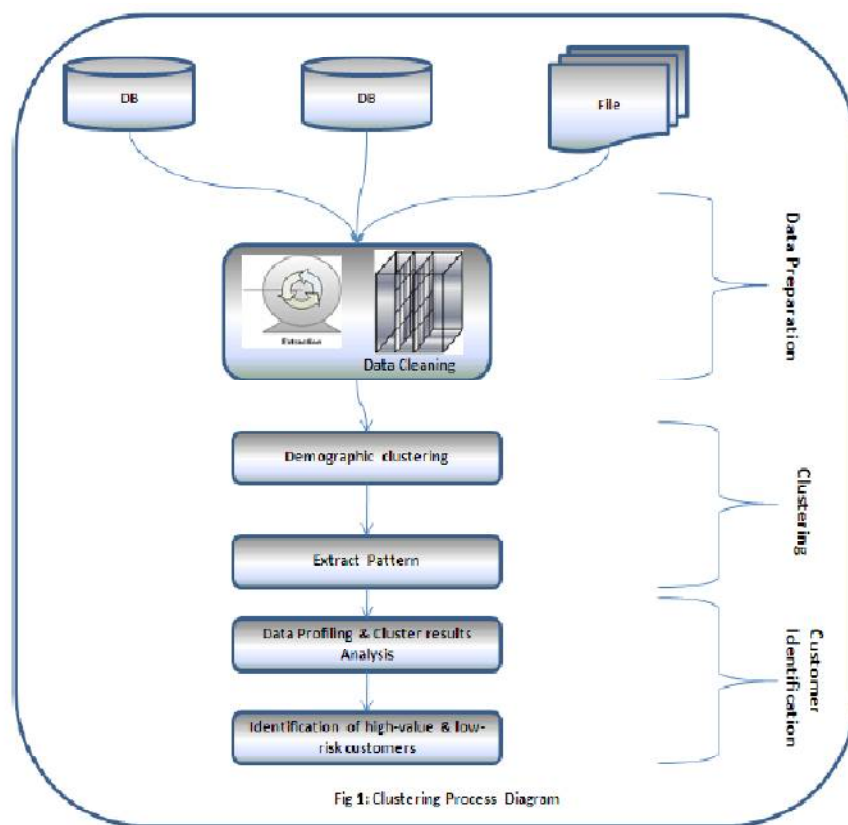 DB
DB
File
Extraction
Data Cleaning
Data Preparation
Demographic clustering
Extract Pattern
Clustering
Data Profiling & Cluster results
Analysis
Identification of high-value & low-
risk customers
Customer
Identification
Fig 1: Clustering Process Diagram